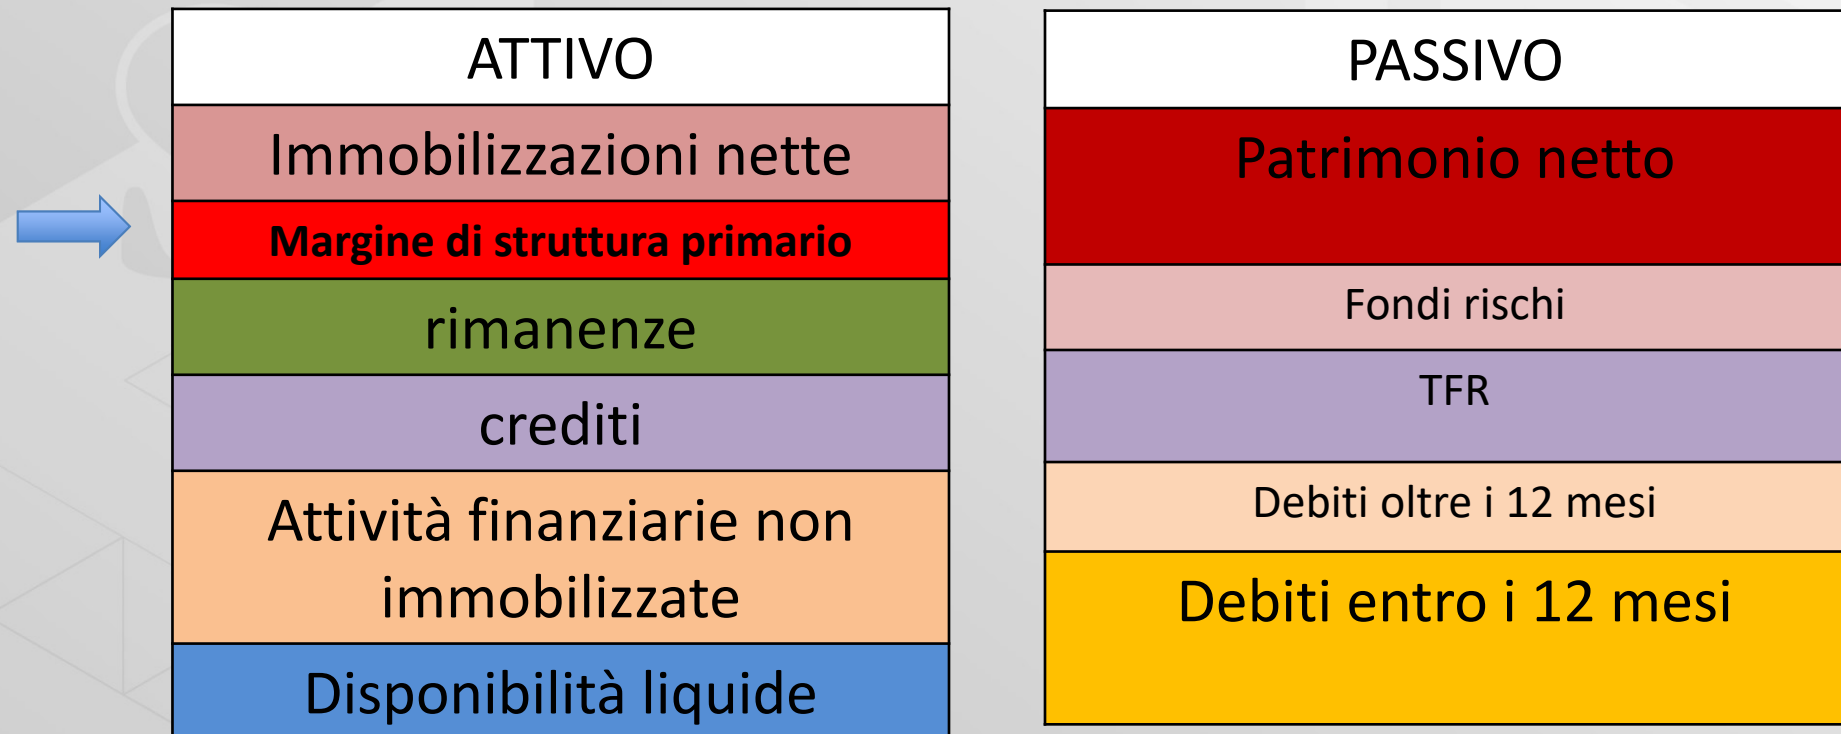 ATTIVO
Immobilizzazioni nette
Margine di struttura primario
rimanenze
crediti
Attività finanziarie non
immobilizzate
Disponibilità liquide
PASSIVO
Patrimonio netto
Fondi rischi
TFR
Debiti oltre i 12 mesi
Debiti entro i 12 mesi